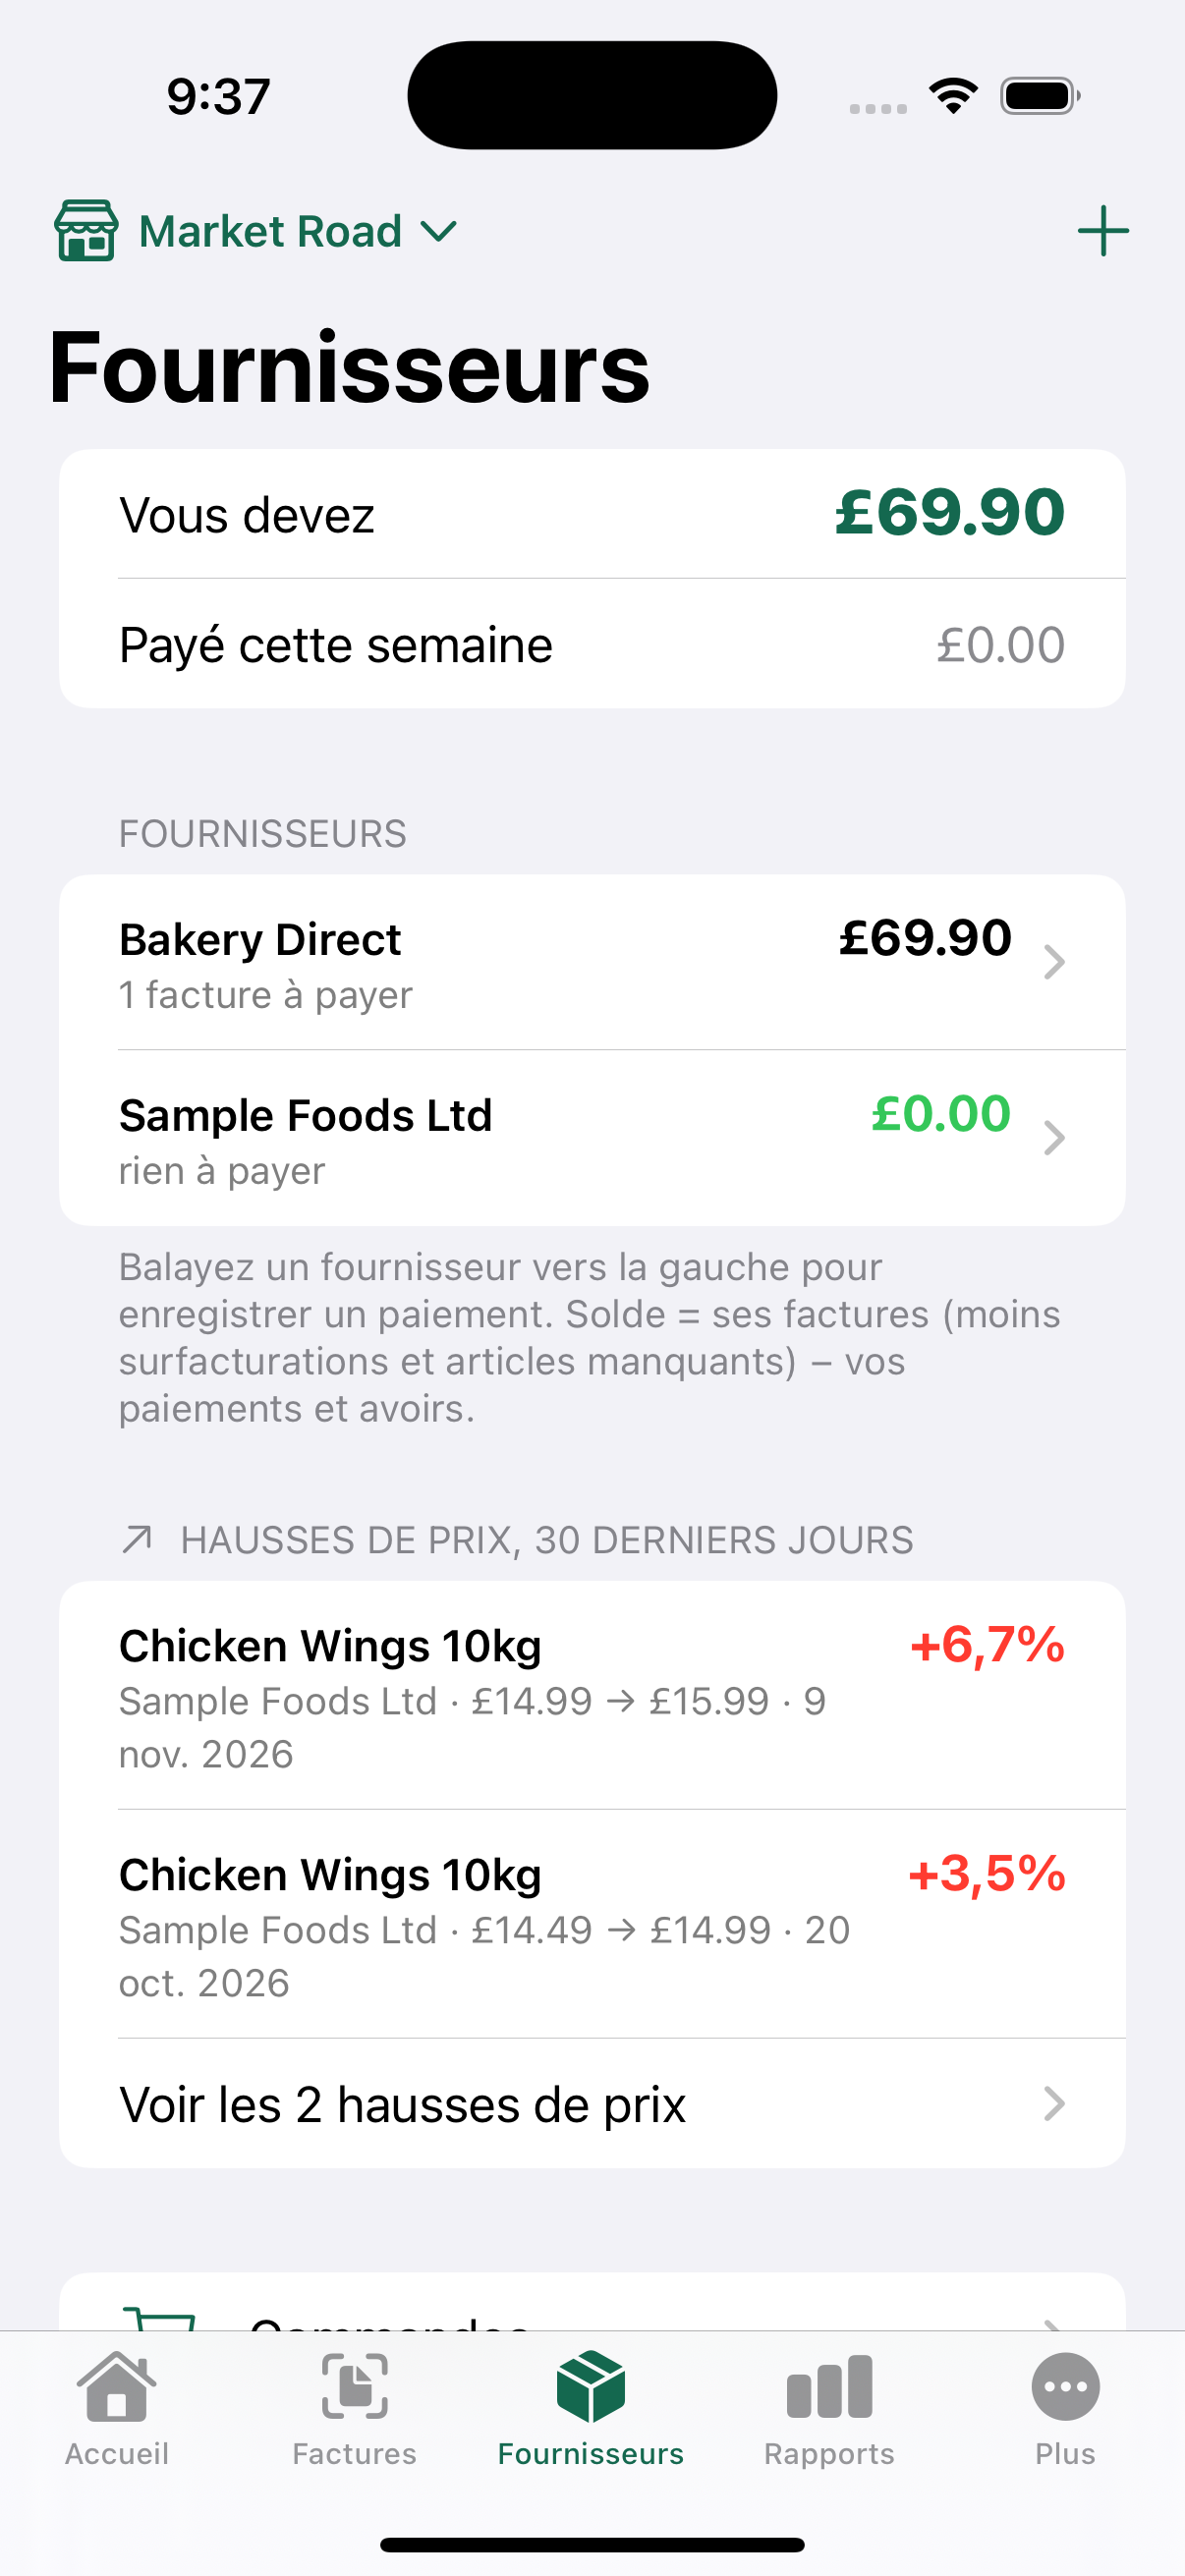 9:37
Market Road
Fournisseurs
Vous devez £69.90
Payé cette semaine £0.00
FOURNISSEURS
Bakery Direct £69.90
1 facture à payer
Sample Foods Ltd £0.00
rien à payer
Balayez un fournisseur vers la gauche pour
enregistrer un paiement. Solde = ses factures (moins
surfacturations et articles manquants) – vos
paiements et avoirs.
HAUSSES DE PRIX, 30 DERNIERS JOURS
Chicken Wings 10kg +6,7%
Sample Foods Ltd · £14.99 → £15.99 · 9
nov. 2026
Chicken Wings 10kg +3,5%
Sample Foods Ltd · £14.49 → £14.99 · 20
oct. 2026
Voir les 2 hausses de prix
Commandes
Accueil Factures Fournisseurs Rapports Plus